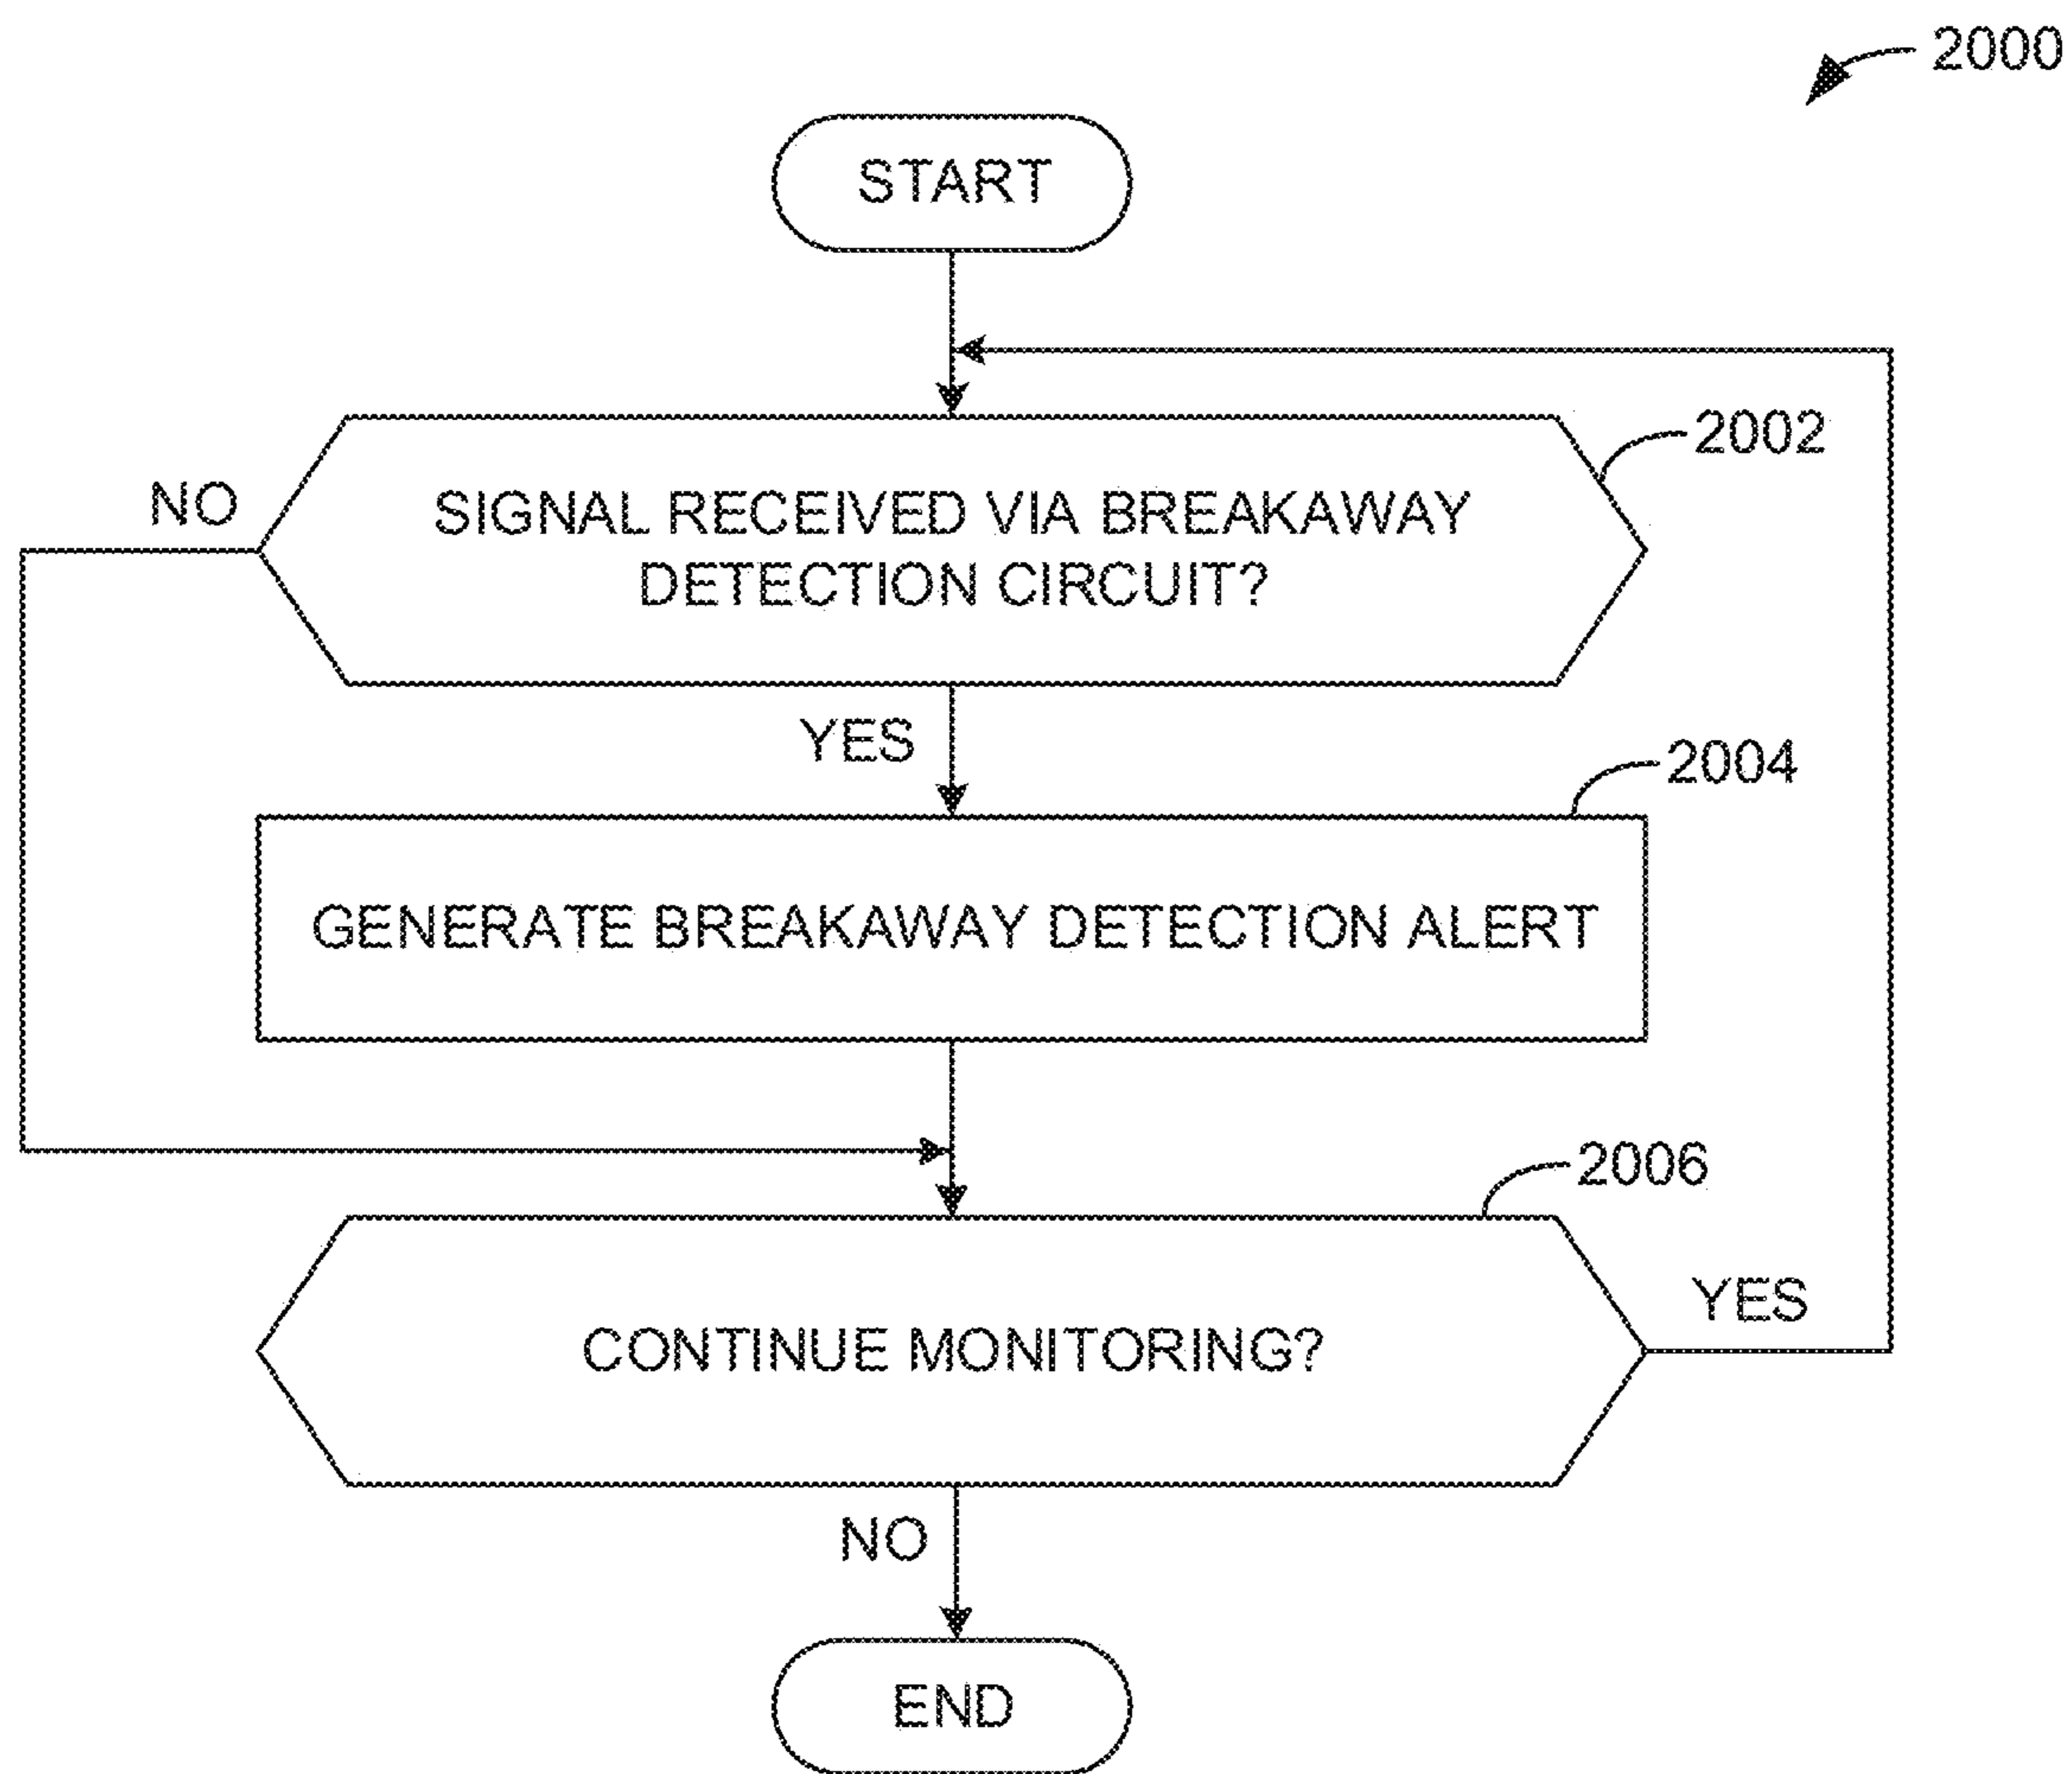 2000
START
2002
NO
SIGNAL RECEIVED VIA BREAKAWAY
DETECTION CIRCUIT?
YES
2004
GENERATE BREAKAWAY DETECTION ALERT
2006
YES
CONTINUE MONITORING?
NO
END